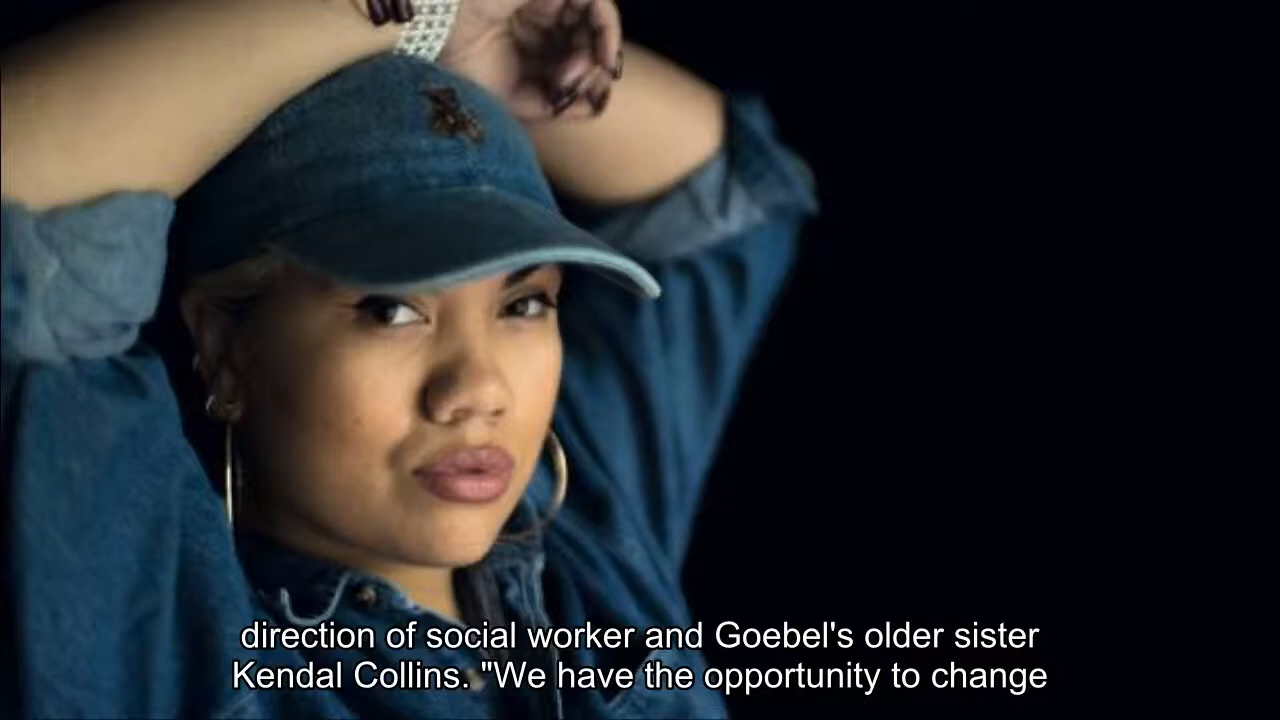 direction of social worker and Goebel's older sister
Kendal Collins. "We have the opportunity to change